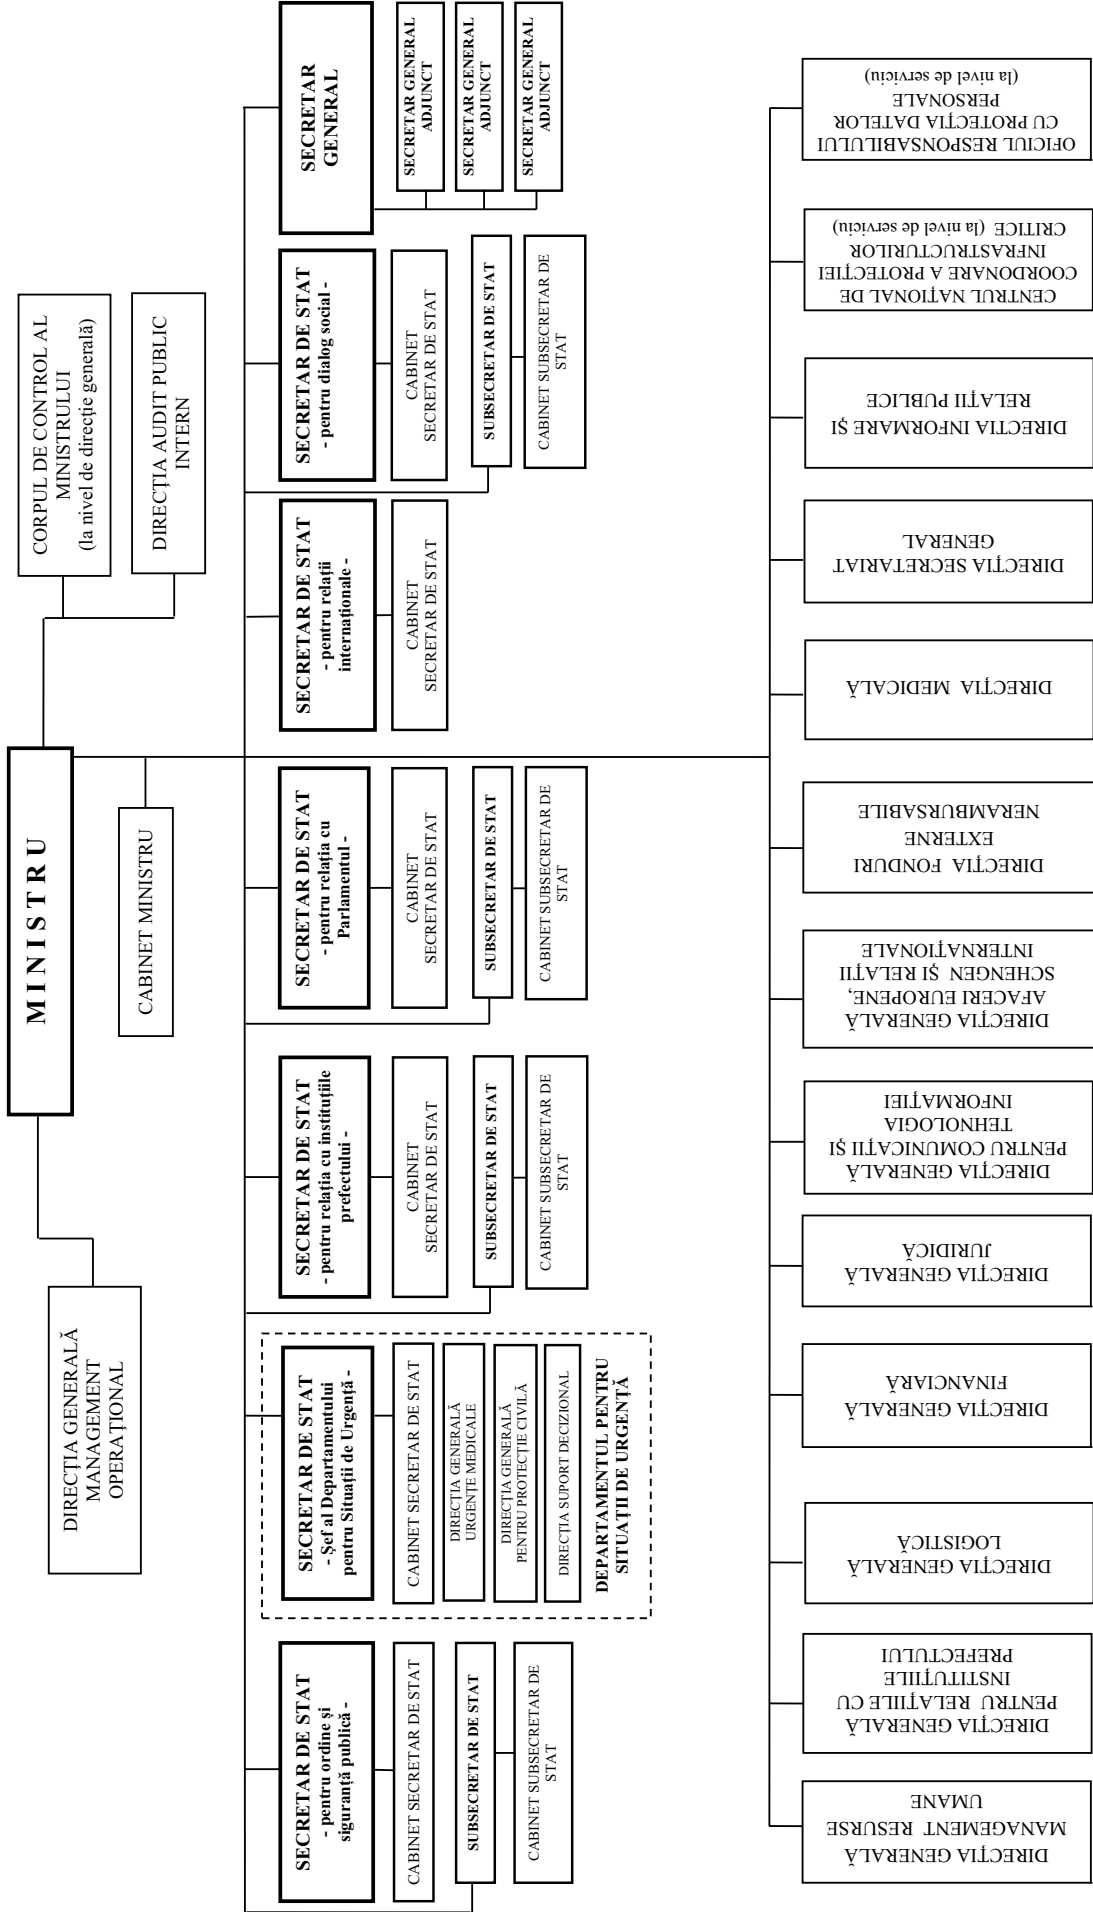 MINISTRU
DIRECȚIA GENERALĂ
MANAGEMENT
OPERAȚIONAL
CABINET MINISTRU
CORPUL DE CONTROL AL
MINISTRULUI
(la nivel de direcție generală)
DIRECȚIA AUDIT PUBLIC
INTERN
SECRETAR DE STAT
- pentru ordine și
siguranță publică -
CABINET SECRETAR DE STAT
SUBSECRETAR DE STAT
CABINET SUBSECRETAR DE
STAT
SECRETAR DE STAT
- Șef al Departamentului
pentru Situații de Urgență -
CABINET SECRETAR DE STAT
DIRECȚIA GENERALĂ
URGENȚE MEDICALE
DIRECȚIA GENERALĂ
PENTRU PROTECȚIE CIVILĂ
DIRECȚIA SUPORT DECIZIONAL
DEPARTAMENTUL PENTRU
SITUAȚII DE URGENȚĂ
SECRETAR DE STAT
- pentru relația cu instituțiile
prefectului -
CABINET
SECRETAR DE STAT
SUBSECRETAR DE STAT
CABINET SUBSECRETAR DE
STAT
SECRETAR DE STAT
- pentru relația cu
Parlamentul -
CABINET
SECRETAR DE STAT
SUBSECRETAR DE STAT
CABINET SUBSECRETAR DE
STAT
SECRETAR DE STAT
- pentru relații
internaționale -
CABINET
SECRETAR DE STAT
SECRETAR DE STAT
- pentru dialog social -
CABINET
SECRETAR DE STAT
SUBSECRETAR DE STAT
CABINET SUBSECRETAR DE
STAT
SECRETAR
GENERAL
SECRETAR GENERAL
ADJUNCT
SECRETAR GENERAL
ADJUNCT
SECRETAR GENERAL
ADJUNCT
DIRECȚIA GENERALĂ
MANAGEMENT RESURSE
UMANE
DIRECȚIA GENERALĂ
PENTRU RELAȚIILE CU
INSTITUȚIILE
PREFECTULUI
DIRECȚIA GENERALĂ
LOGISTICĂ
DIRECȚIA GENERALĂ
FINANCIARĂ
DIRECȚIA GENERALĂ
JURIDICĂ
DIRECȚIA GENERALĂ
PENTRU COMUNICAȚII ȘI
TEHNOLOGIA
INFORMAȚIEI
DIRECȚIA GENERALĂ
AFACERI EUROPENE,
SCHENGEN ȘI RELAȚII
INTERNAȚIONALE
DIRECȚIA FONDURI
EXTERNE
NERAMBURSABILE
DIRECȚIA MEDICALĂ
DIRECȚIA SECRETARIAT
GENERAL
DIRECȚIA INFORMARE ȘI
RELAȚII PUBLICE
CENTRUL NAȚIONAL DE
COORDONARE A PROTECȚIEI
INFRASTRUCTURILOR
CRITICE (la nivel de serviciu)
OFICIUL RESPONSABILULUI
CU PROTECȚIA DATELOR
PERSONALE
(la nivel de serviciu)